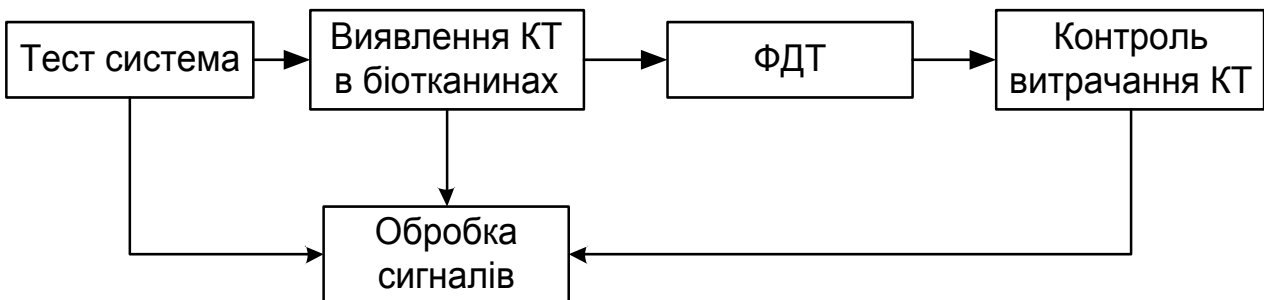 Тест система
Виявлення КТ
в біотканинах
ФДТ
Контроль
витрачання КТ
Обробка
сигналів